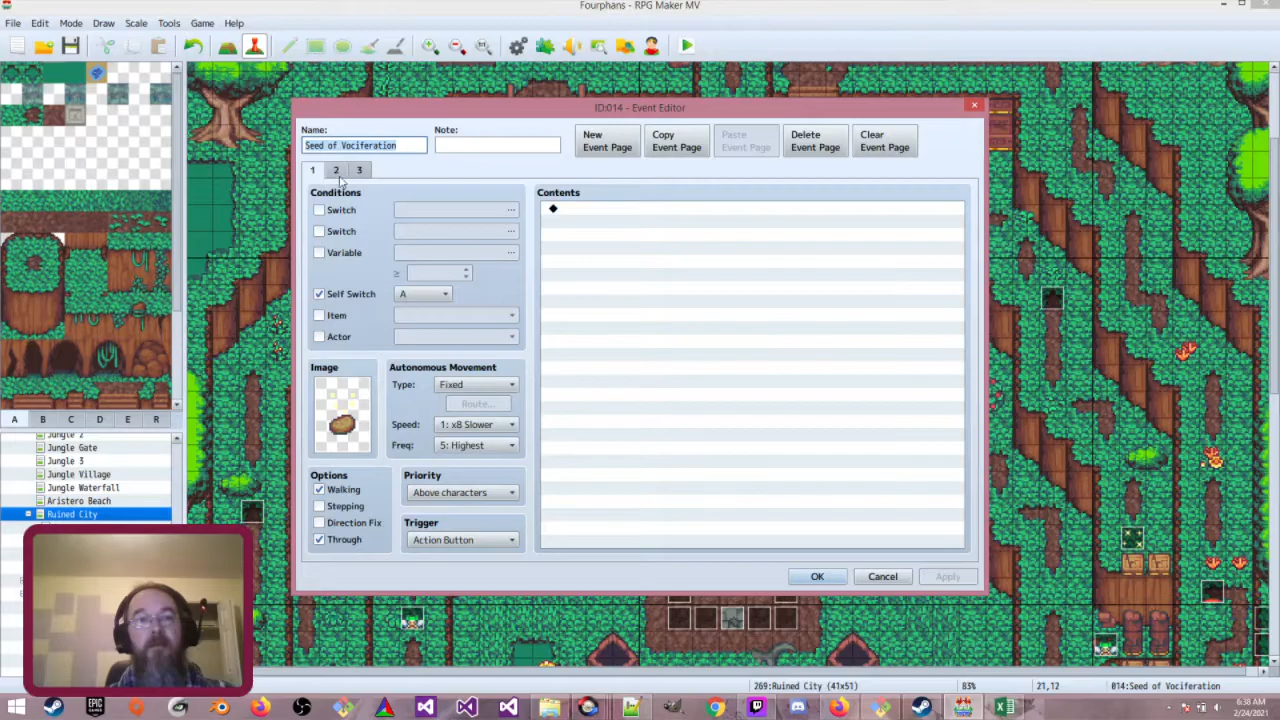 Fourphans - RPG Maker MV
File Edit Mode Draw Scale Tools Game Help
ID:014 - Event Editor
Name:
Note:
Seed of Vociferation
New
Event Page
Copy
Event Page
Paste
Event Page
Delete
Event Page
Clear
Event Page
1 2 3
Conditions
Switch
Switch
Variable
≥
Self Switch A
Item
Actor
Image
Autonomous Movement
Type: Fixed
Route...
Speed: 1: x8 Slower
Freq: 5: Highest
Options
Walking
Stepping
Direction Fix
Through
Priority
Above characters
Trigger
Action Button
Contents
OK Cancel Apply
A B C D E R
Jungle 2
Jungle Gate
Jungle 3
Jungle Village
Jungle Waterfall
Aristero Beach
Ruined City
269:Ruined City (41x51) 83% 21,12 014:Seed of Vociferation
EPIC
GAMES
6:38 AM
2/24/2021